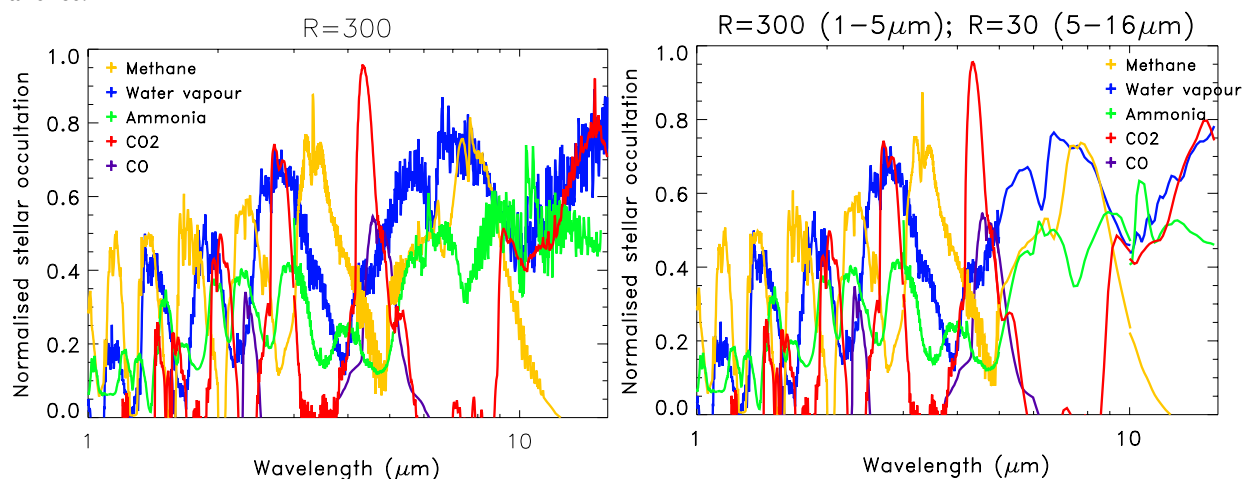 R=300
1.0
0.8
0.6
0.4
0.2
0.0
Normalised stellar occultation
Methane
Water vapour
Ammonia
CO2
CO
1
10
Wavelength (μm)
R=300 (1−5μm); R=30 (5−16μm)
1.0
0.8
0.6
0.4
0.2
0.0
Normalised stellar occultation
Methane
Water vapour
Ammonia
CO2
CO
1
10
Wavelength (μm)